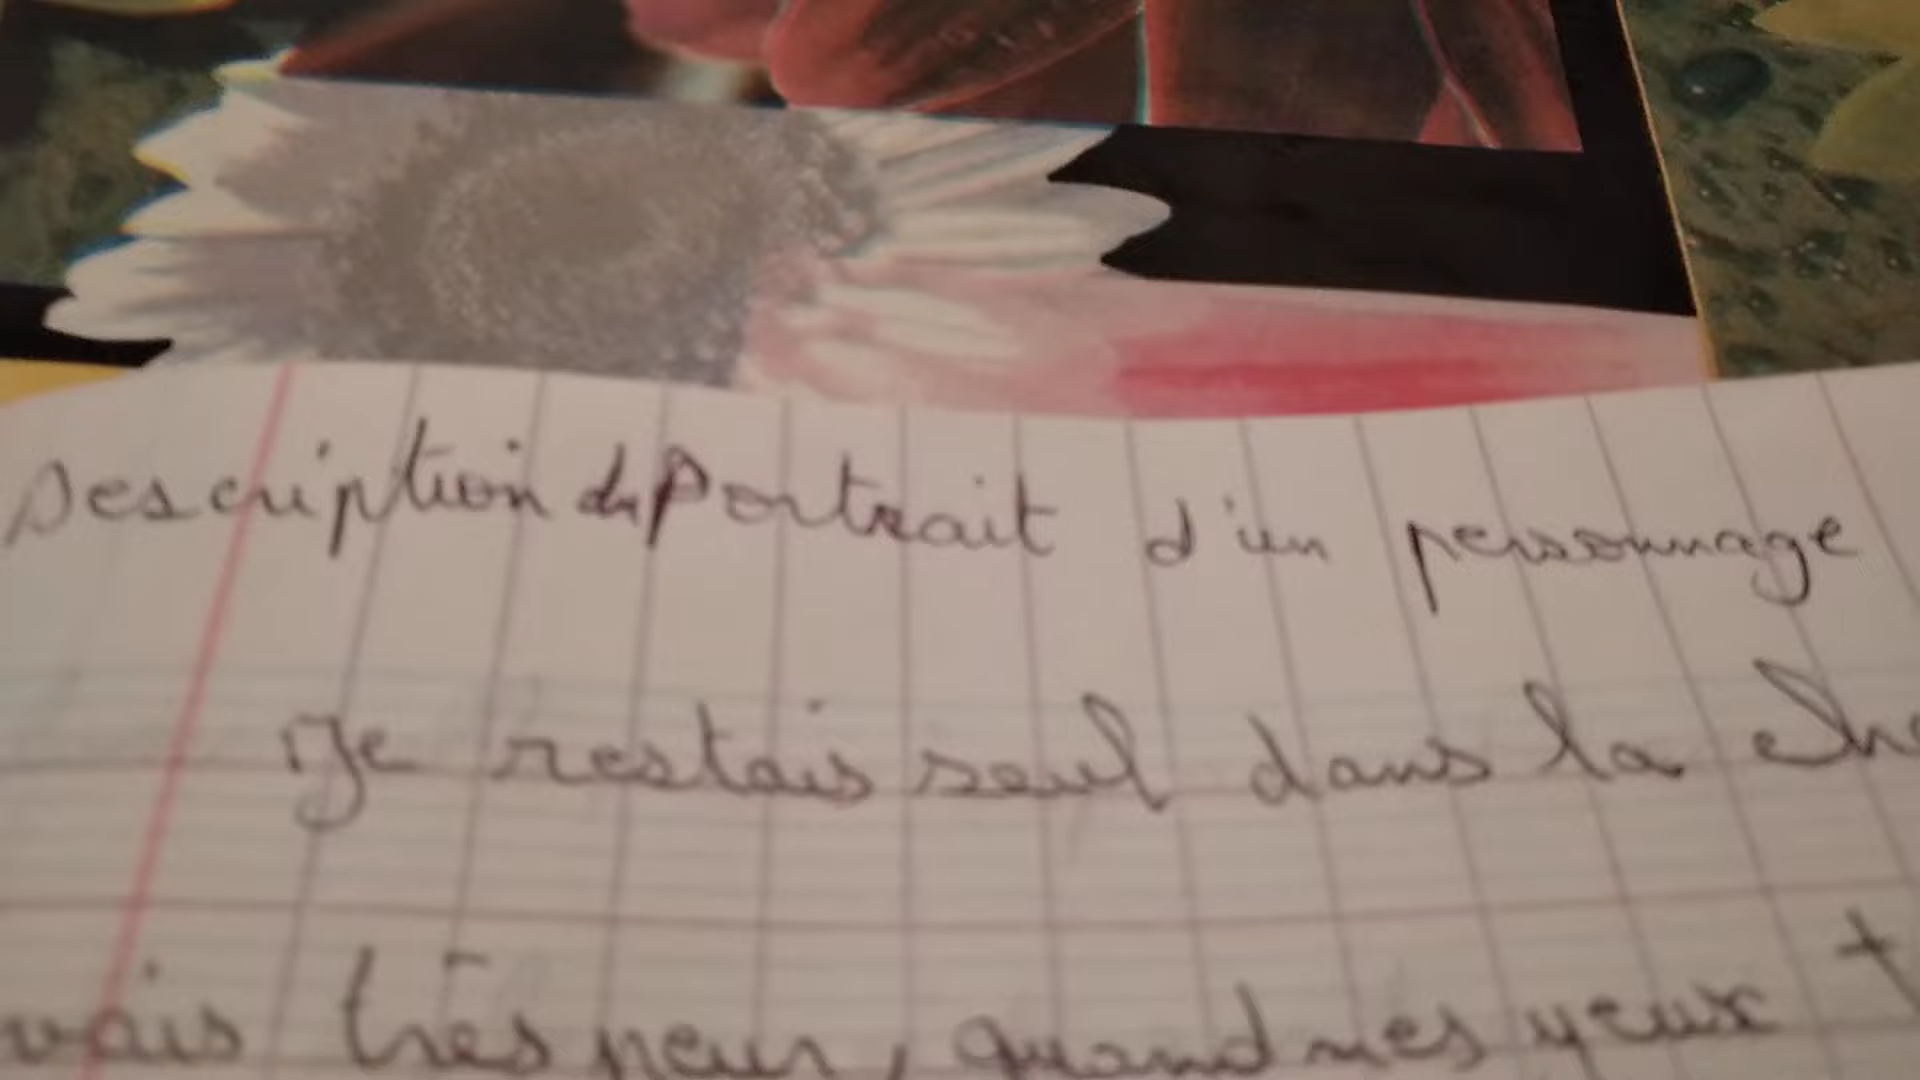 Description du Portrait d'un personnage
Je restais seul dans la
vais très peur, quand mes yeux